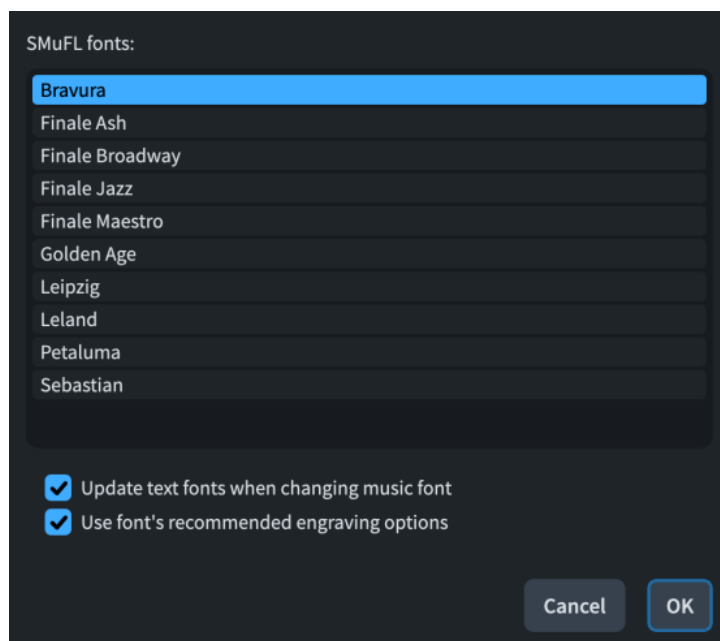 SMuFL fonts:
Bravura
Finale Ash
Finale Broadway
Finale Jazz
Finale Maestro
Golden Age
Leipzig
Leland
Petaluma
Sebastian
Update text fonts when changing music font
Use font's recommended engraving options
Cancel OK